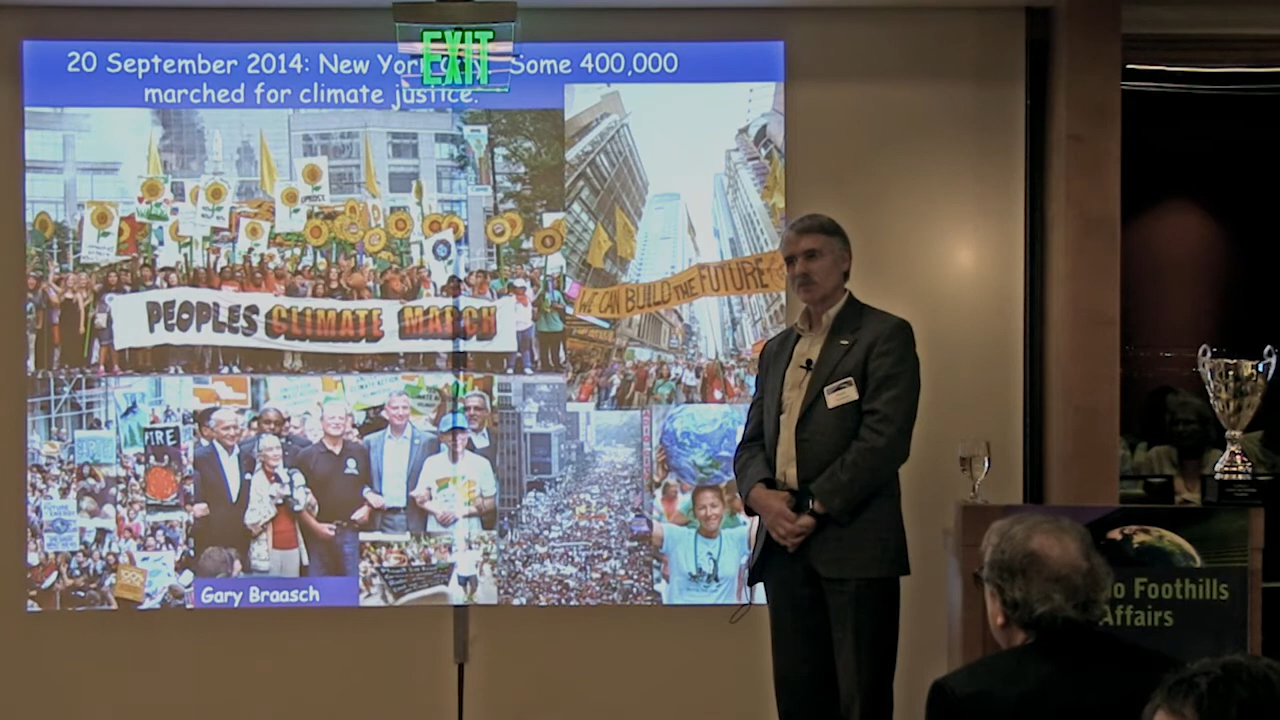 EXIT
20 September 2014: New York City. Some 400,000
marched for climate justice.
PEOPLES CLIMATE MARCH
WE CAN BUILD THE FUTURE
FIRE
Gary Braasch
Foothills
Affairs